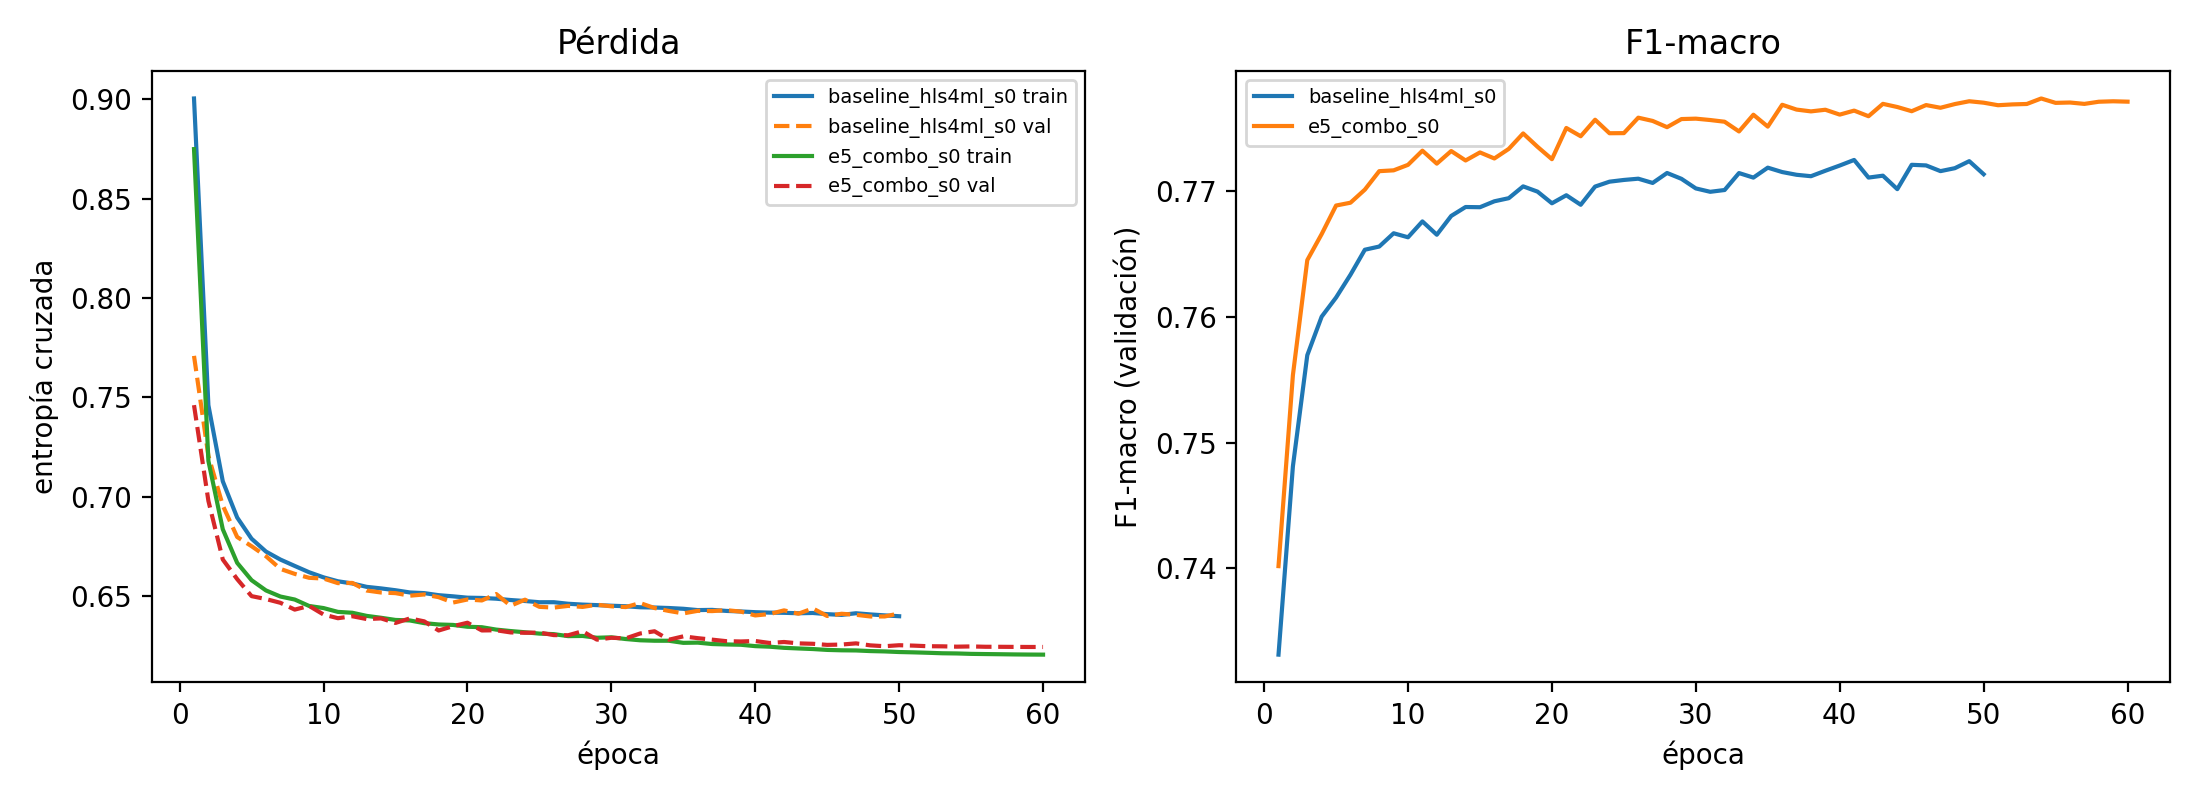 Pérdida
0.90
0.85
0.80
0.75
0.70
0.65
entropía cruzada
baseline_hls4ml_s0 train
baseline_hls4ml_s0 val
e5_combo_s0 train
e5_combo_s0 val
0 10 20 30 40 50 60
época
F1-macro
0.77
0.76
0.75
0.74
F1-macro (validación)
baseline_hls4ml_s0
e5_combo_s0
0 10 20 30 40 50 60
época